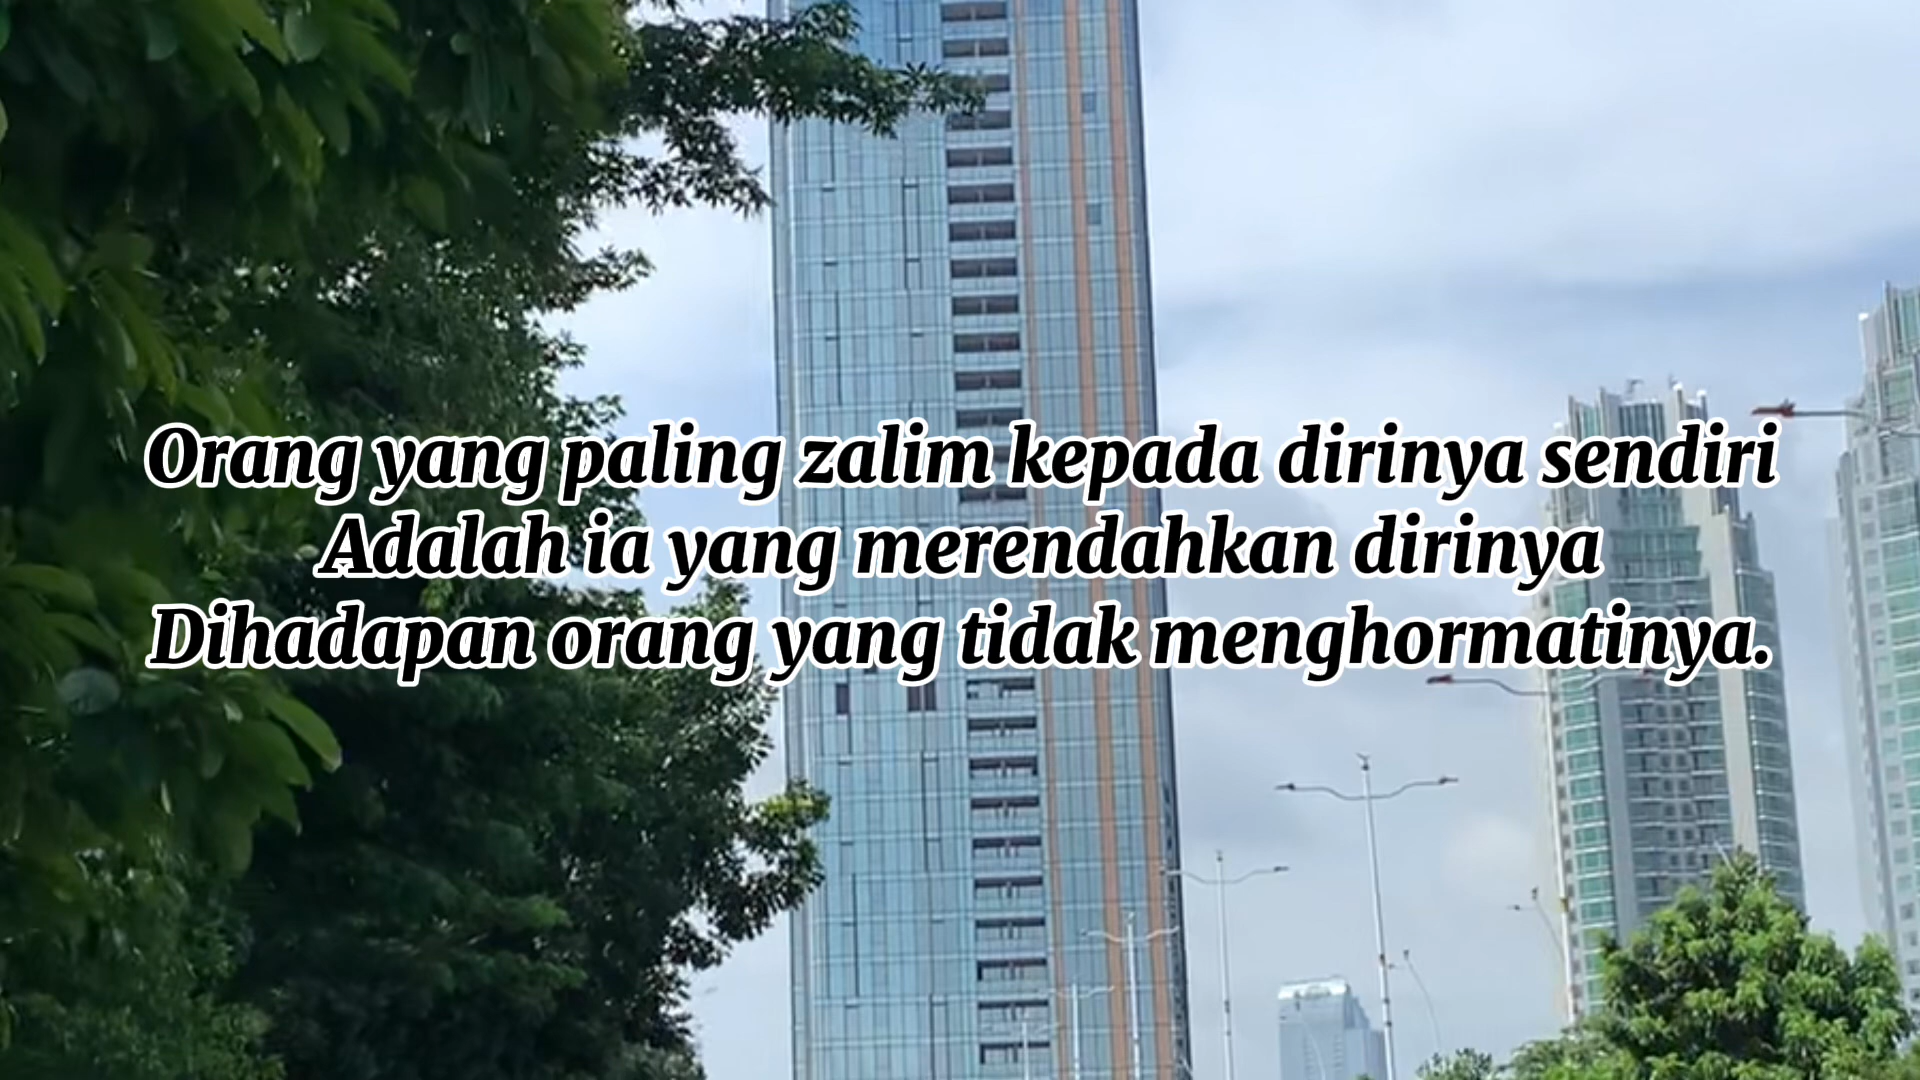 Orang yang paling zalim kepada dirinya sendiri
Adalah ia yang merendahkan dirinya
Dihadapan orang yang tidak menghormatinya.